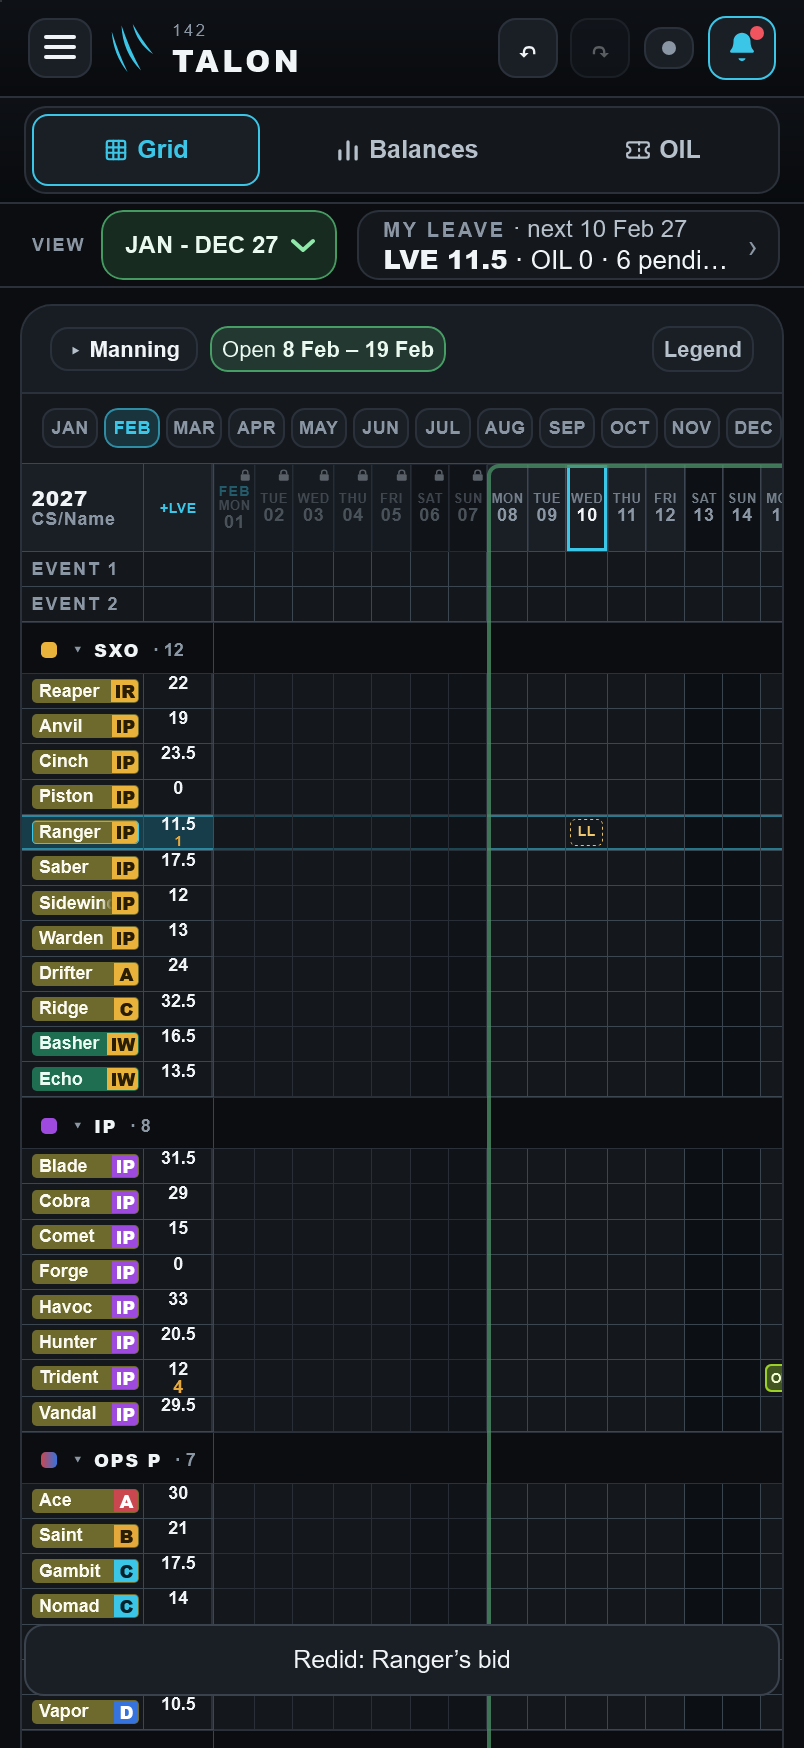 142
TALON
Grid
Balances
OIL
VIEW
JAN - DEC 27
MY LEAVE · next 10 Feb 27
LVE 11.5 · OIL 0 · 6 pendi…
Manning
Open 8 Feb – 19 Feb
Legend
JAN FEB MAR APR MAY JUN JUL AUG SEP OCT NOV DEC
2027
CS/Name
+LVE
FEB
MON 01
TUE 02
WED 03
THU 04
FRI 05
SAT 06
SUN 07
MON 08
TUE 09
WED 10
THU 11
FRI 12
SAT 13
SUN 14
EVENT 1
EVENT 2
SXO · 12
Reaper IR 22
Anvil IP 19
Cinch IP 23.5
Piston IP 0
Ranger IP 11.5 1 LL
Saber IP 17.5
Sidewin IP 12
Warden IP 13
Drifter A 24
Ridge C 32.5
Basher IW 16.5
Echo IW 13.5
IP · 8
Blade IP 31.5
Cobra IP 29
Comet IP 15
Forge IP 0
Havoc IP 33
Hunter IP 20.5
Trident IP 12 4 O
Vandal IP 29.5
OPS P · 7
Ace A 30
Saint B 21
Gambit C 17.5
Nomad C 14
Redid: Ranger’s bid
Vapor D 10.5